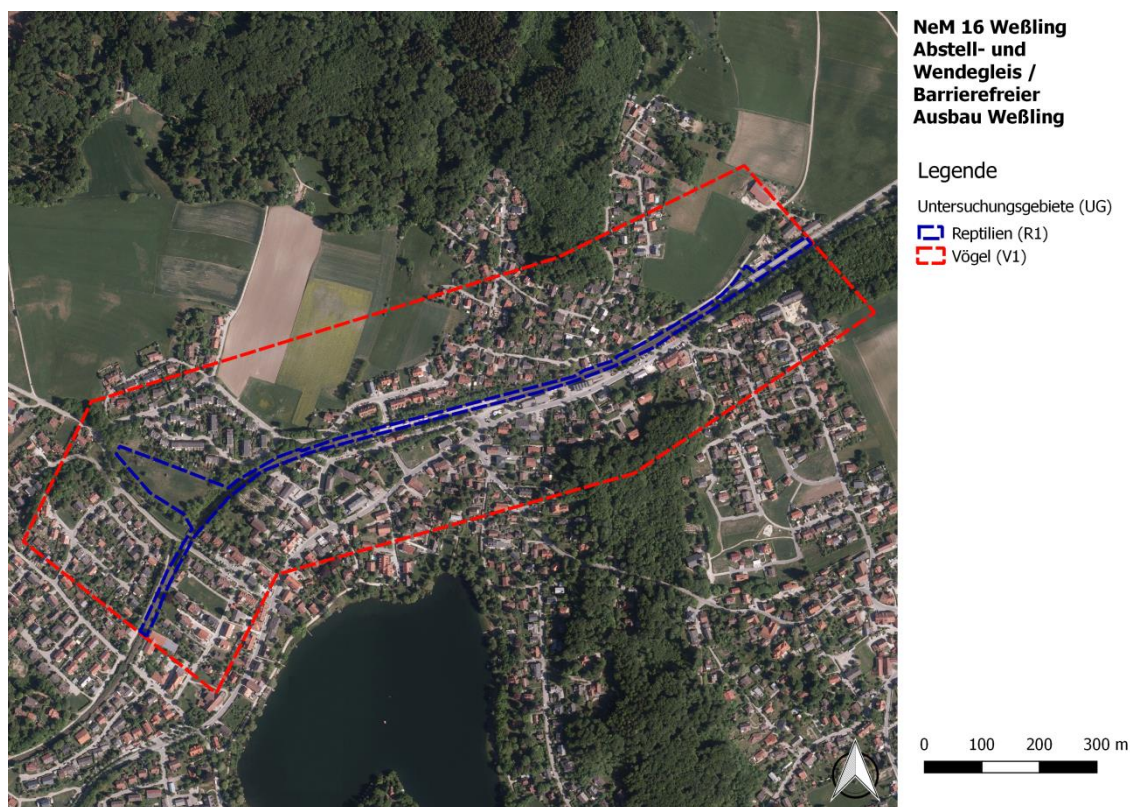 NeM 16 Weßling
Abstell- und
Wendegleis /
Barrierefreier
Ausbau Weßling
Legende
Untersuchungsgebiete (UG)
Reptilien (R1)
Vögel (V1)
0 100 200 300 m